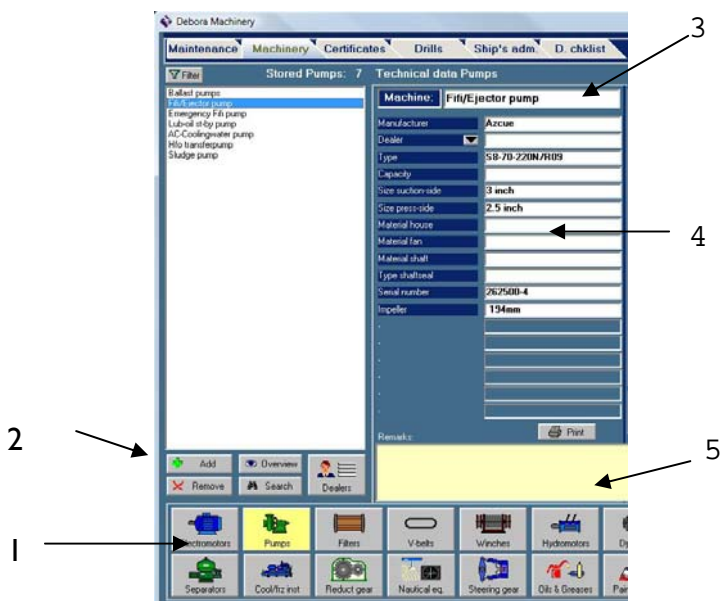 Debora Machinery
3
Maintenance Machinery Certificates Drills Ship's adm. D. chklist
Filter Stored Pumps: 7 Technical data Pumps
Ballast pumps
Fifi/Ejector pump
Emergency Fifi pump
Lub-oil st-by pump
AC-Coolingwater pump
Hfo transferpump
Sludge pump
Machine: Fifi/Ejector pump
Manufacturer Azcue
Dealer
Type S8-70-220N/R09
Capacity
Size suction-side 3 inch
Size press-side 2.5 inch
Material house
4
Material fan
Material shaft
Type shaftseal
Serial number 262500-4
Impeller 194mm
Remarks: Print
2
Add Overview
Remove Search Dealers
5
1
Pumps Filters V-belts Winches Hydromotors
Separators Cool/frz inst Reduct gear Nautical eq. Steering gear Oils & Greases